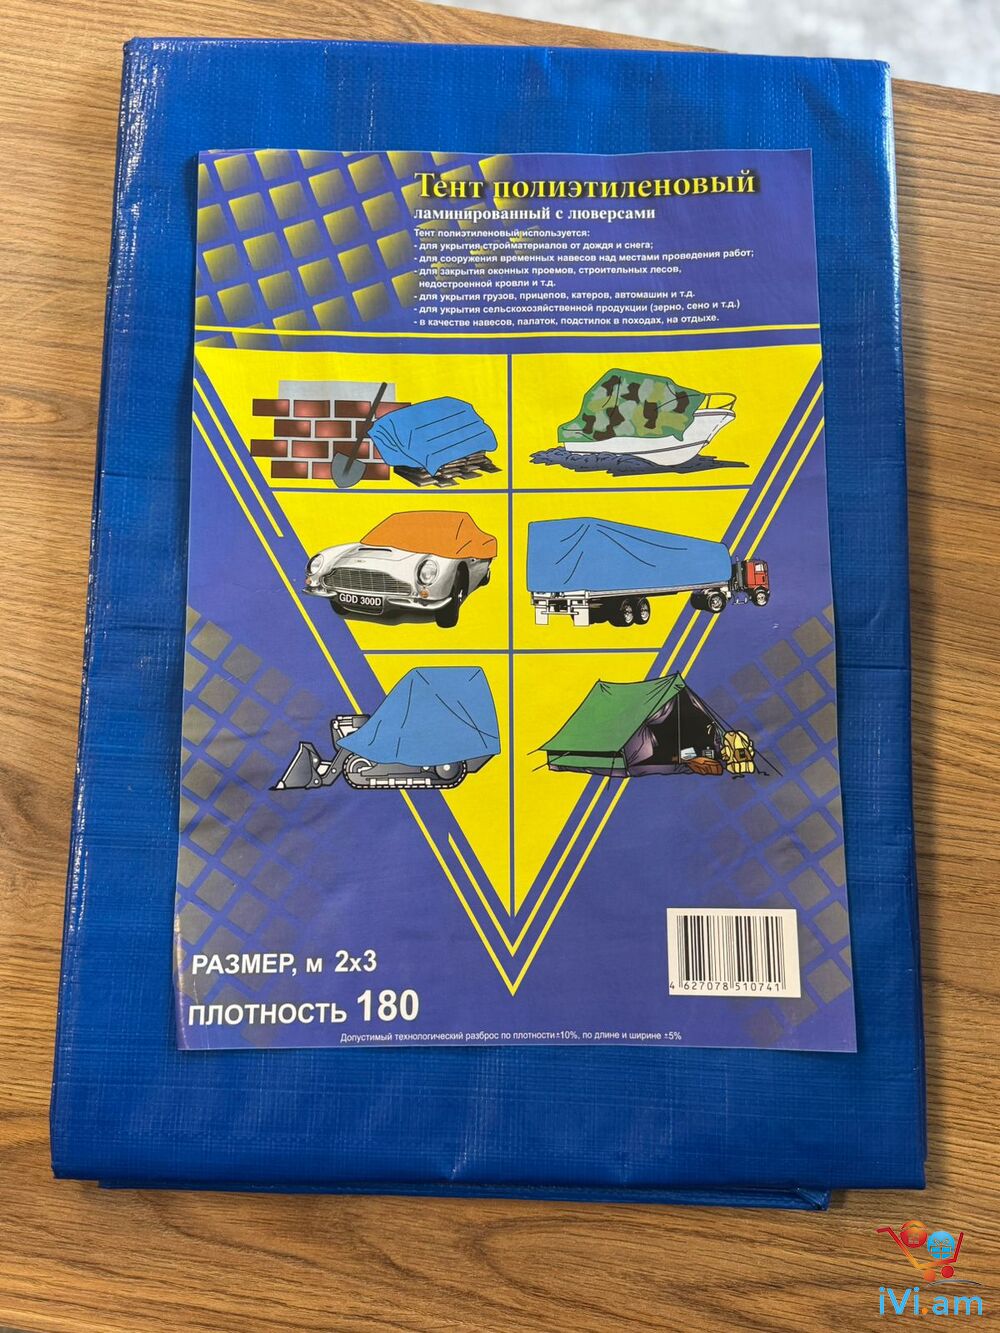 Тент полиэтиленовый
ламинированный с люверсами
Тент полиэтиленовый используется:
- для укрытия стройматериалов от дождя и снега;
- для сооружения временных навесов над местами проведения работ;
- для закрытия оконных проемов, строительных лесов,
недостроенной кровли и т.д.
- для укрытия грузов, прицепов, катеров, автомашин и т.д.
- для укрытия сельскохозяйственной продукции (зерно, сено и т.д.)
- в качестве навесов, палаток, подстилок в походах, на отдыхе.
GDD 300D
РАЗМЕР, м 2х3
ПЛОТНОСТЬ 180
4 627078 510741
Допустимый технологический разброс по плотности ±10%, по длине и ширине ±5%
iVi.am